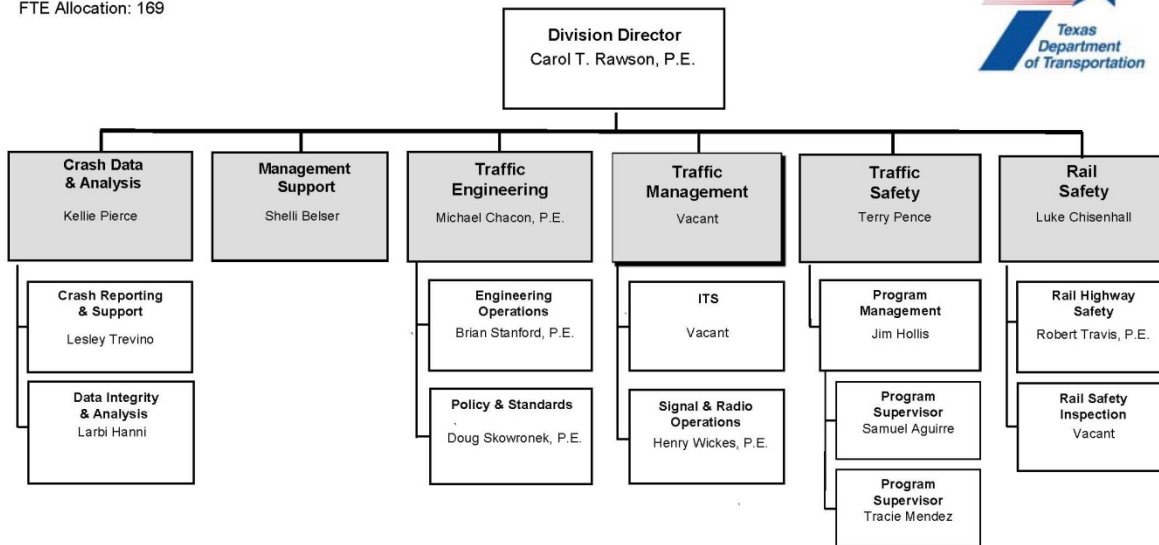 FTE Allocation: 169
Division Director
Carol T. Rawson, P.E.
Texas
Department
of Transportation
Crash Data
& Analysis
Kellie Pierce
Management
Support
Shelli Belser
Traffic
Engineering
Michael Chacon, P.E.
Traffic
Management
Vacant
Traffic
Safety
Terry Pence
Rail
Safety
Luke Chisenhall
Crash Reporting
& Support
Lesley Trevino
Data Integrity
& Analysis
Larbi Hanni
Engineering
Operations
Brian Stanford, P.E.
Policy & Standards
Doug Skowronek, P.E.
ITS
Vacant
Signal & Radio
Operations
Henry Wickes, P.E.
Program
Management
Jim Hollis
Program
Supervisor
Samuel Aguirre
Program
Supervisor
Tracie Mendez
Rail Highway
Safety
Robert Travis, P.E.
Rail Safety
Inspection
Vacant